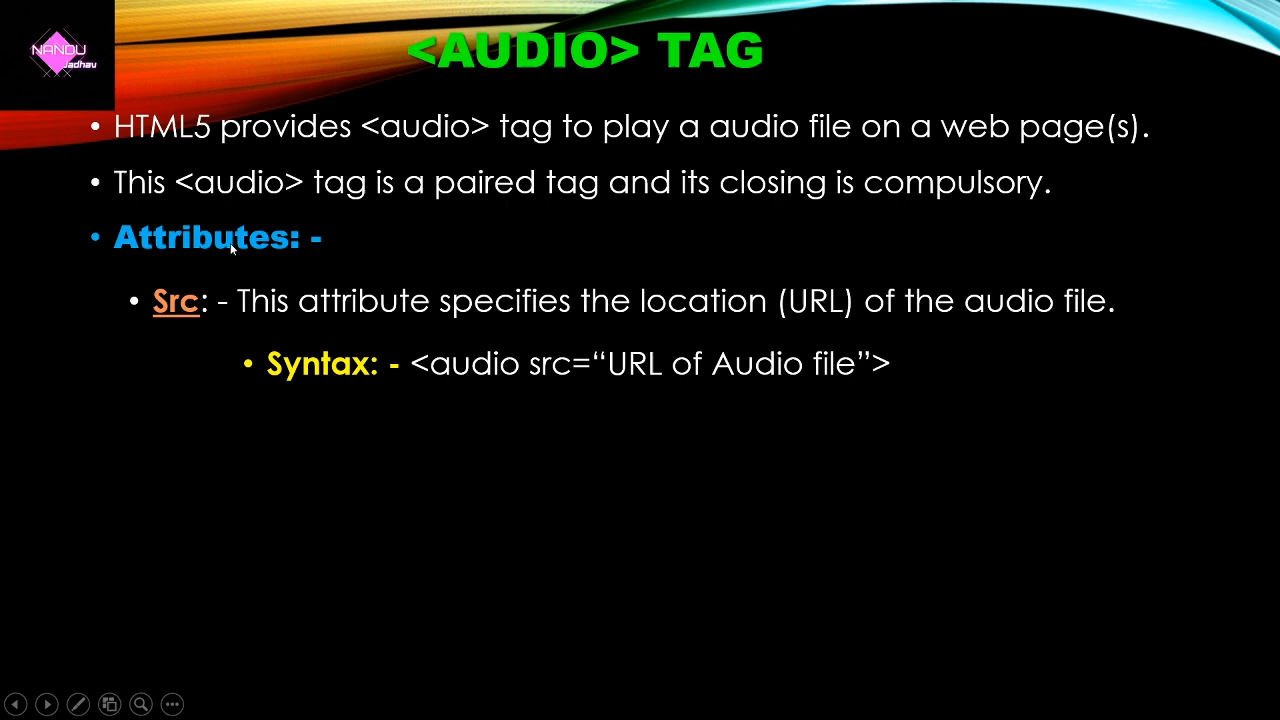 NANDU
Jadhav
<AUDIO> TAG
• HTML5 provides <audio> tag to play a audio file on a web page(s).
• This <audio> tag is a paired tag and its closing is compulsory.
• Attributes: -
• Src: - This attribute specifies the location (URL) of the audio file.
• Syntax: - <audio src=“URL of Audio file”>